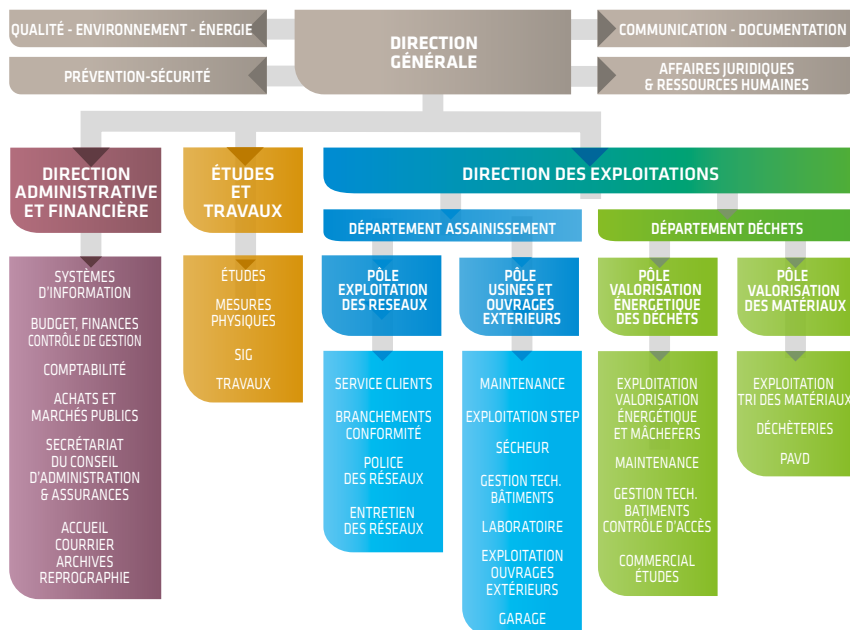 QUALITÉ - ENVIRONNEMENT - ÉNERGIE
PRÉVENTION-SÉCURITÉ
DIRECTION
GÉNÉRALE
COMMUNICATION - DOCUMENTATION
AFFAIRES JURIDIQUES
& RESSOURCES HUMAINES
DIRECTION
ADMINISTRATIVE
ET FINANCIÈRE
SYSTÈMES
D'INFORMATION
BUDGET, FINANCES
CONTRÔLE DE GESTION
COMPTABILITÉ
ACHATS ET
MARCHÉS PUBLICS
SECRÉTARIAT
DU CONSEIL
D'ADMINISTRATION
& ASSURANCES
ACCUEIL
COURRIER
ARCHIVES
REPROGRAPHIE
ÉTUDES
ET
TRAVAUX
ÉTUDES
MESURES
PHYSIQUES
SIG
TRAVAUX
DIRECTION DES EXPLOITATIONS
DÉPARTEMENT ASSAINISSEMENT
PÔLE
EXPLOITATION
DES RESEAUX
SERVICE CLIENTS
BRANCHEMENTS
CONFORMITÉ
POLICE
DES RÉSEAUX
ENTRETIEN
DES RÉSEAUX
PÔLE
USINES ET
OUVRAGES
EXTERIEURS
MAINTENANCE
EXPLOITATION STEP
SÉCHEUR
GESTION TECH.
BÂTIMENTS
LABORATOIRE
EXPLOITATION
OUVRAGES
EXTÉRIEURS
GARAGE
DÉPARTEMENT DÉCHETS
PÔLE
VALORISATION
ÉNERGETIQUE
DES DÉCHETS
EXPLOITATION
VALORISATION
ÉNERGÉTIQUE
ET MÂCHEFERS
MAINTENANCE
GESTION TECH.
BATIMENTS
CONTRÔLE D'ACCÈS
COMMERCIAL
ÉTUDES
PÔLE
VALORISATION
DES MATÉRIAUX
EXPLOITATION
TRI DES MATÉRIAUX
DÉCHÈTERIES
PAVD